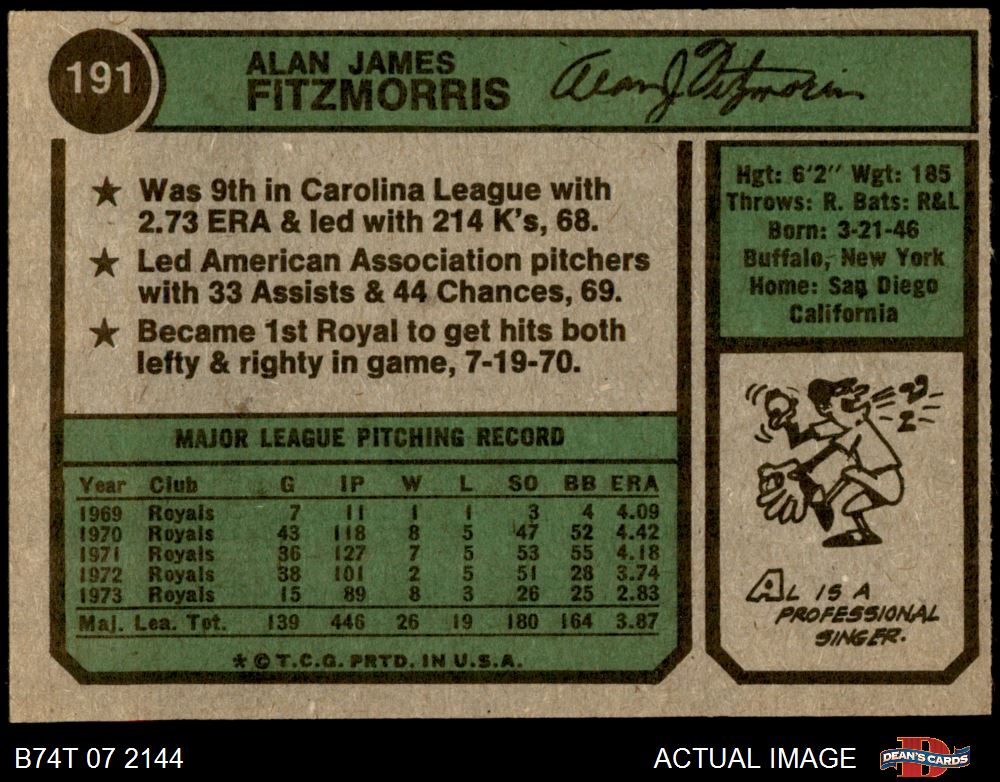 191
ALAN JAMES
FITZMORRIS
Alan J Fitzmorris
★ Was 9th in Carolina League with
2.73 ERA & led with 214 K's, 68.
★ Led American Association pitchers
with 33 Assists & 44 Chances, 69.
★ Became 1st Royal to get hits both
lefty & righty in game, 7-19-70.
Hgt: 6'2" Wgt: 185
Throws: R. Bats: R&L
Born: 3-21-46
Buffalo, New York
Home: San Diego
California
MAJOR LEAGUE PITCHING RECORD
Year Club G IP W L SO BB ERA
1969 Royals 7 11 1 1 3 4 4.09
1970 Royals 43 118 8 5 47 52 4.42
1971 Royals 36 127 7 5 53 55 4.18
1972 Royals 38 101 2 5 51 28 3.74
1973 Royals 15 89 8 3 26 25 2.83
Maj. Lea. Tot. 139 446 26 19 180 164 3.87
* © T.C.G. PRTD. IN U.S.A.
AL IS A
PROFESSIONAL
SINGER.
B74T 07 2144
ACTUAL IMAGE
DEAN'S CARDS